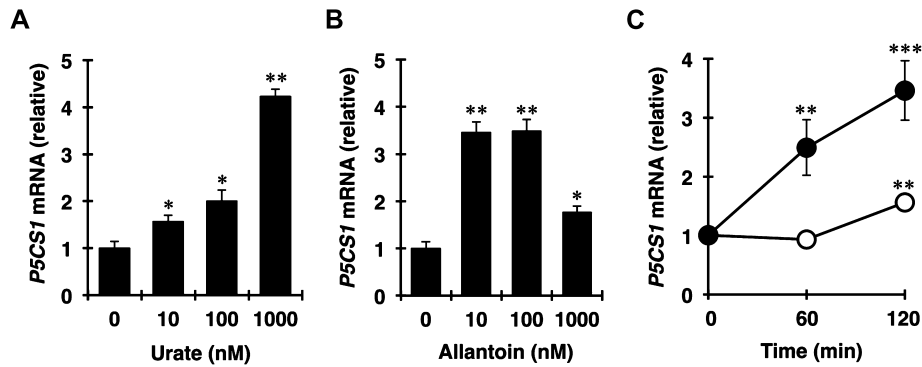 A
P5CS1 mRNA (relative)
5
4
3
2
1
0
*
*
**
0 10 100 1000
Urate (nM)
B
P5CS1 mRNA (relative)
5
4
3
2
1
0
**
**
*
0 10 100 1000
Allantoin (nM)
C
P5CS1 mRNA (relative)
4
3
2
1
0
**
***
**
0 60 120
Time (min)